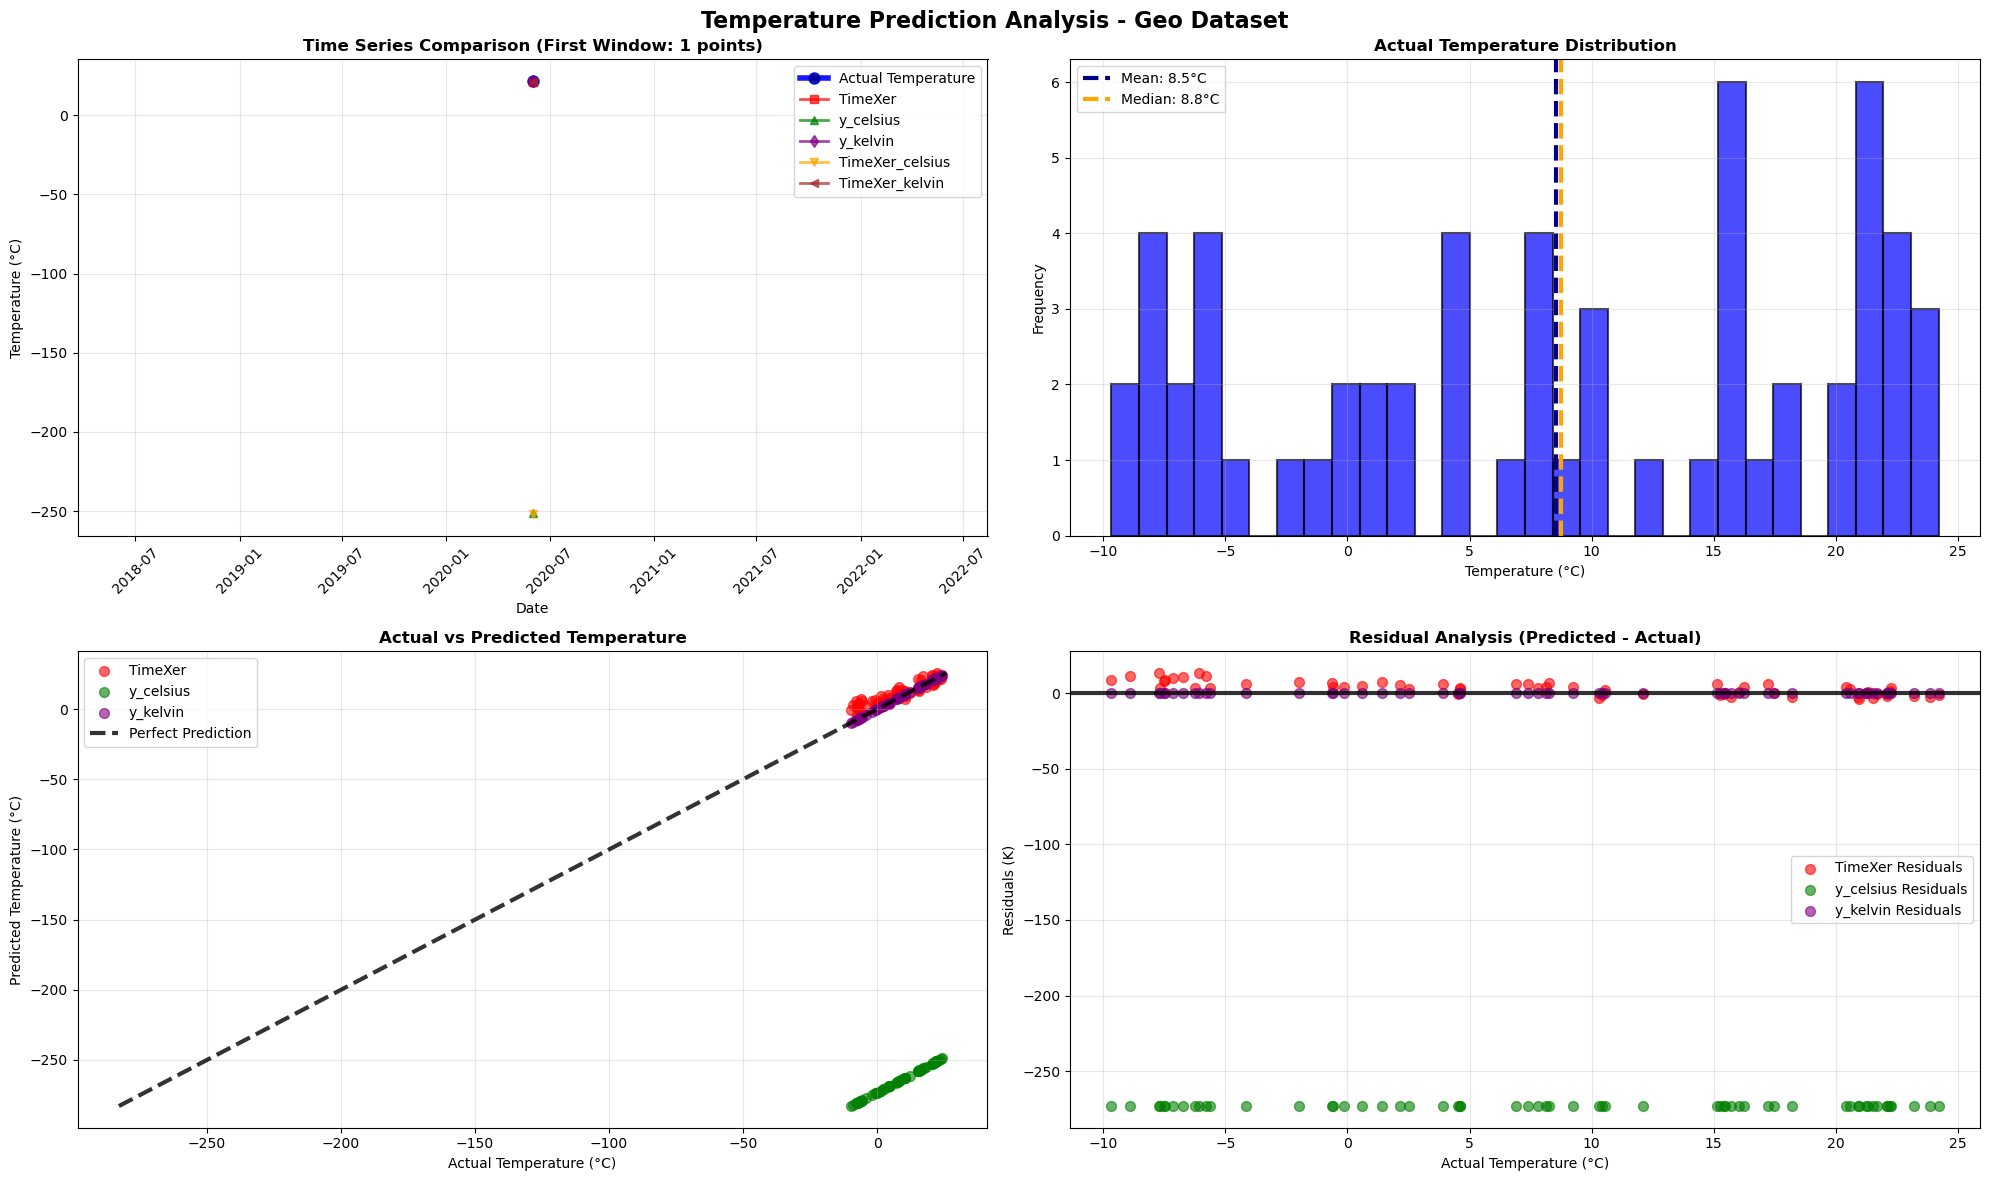 Temperature Prediction Analysis - Geo Dataset
Time Series Comparison (First Window: 1 points)
Temperature (°C)
0
−50
−100
−150
−200
−250
2018-07
2019-01
2019-07
2020-01
2020-07
2021-01
2021-07
2022-01
2022-07
Date
Actual Temperature
TimeXer
y_celsius
y_kelvin
TimeXer_celsius
TimeXer_kelvin
Actual Temperature Distribution
Frequency
6
5
4
3
2
1
0
−10
−5
0
5
10
15
20
25
Temperature (°C)
Mean: 8.5°C
Median: 8.8°C
Actual vs Predicted Temperature
Predicted Temperature (°C)
0
−50
−100
−150
−200
−250
−250
−200
−150
−100
−50
0
Actual Temperature (°C)
TimeXer
y_celsius
y_kelvin
Perfect Prediction
Residual Analysis (Predicted - Actual)
Residuals (K)
0
−50
−100
−150
−200
−250
−10
−5
0
5
10
15
20
25
Actual Temperature (°C)
TimeXer Residuals
y_celsius Residuals
y_kelvin Residuals